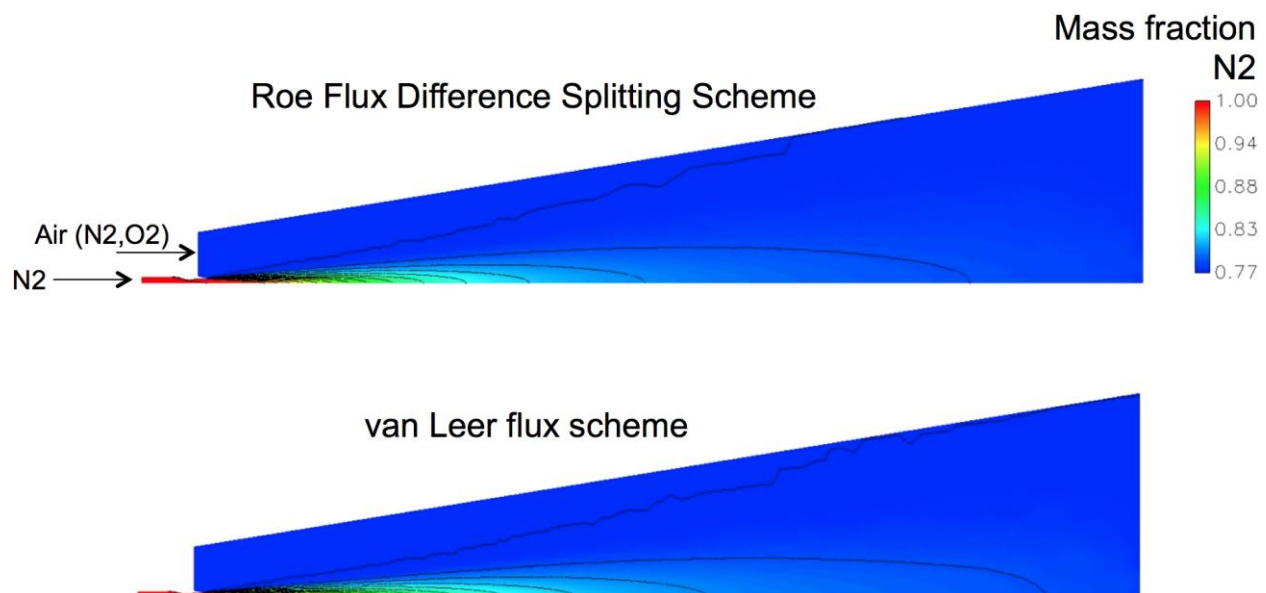 Mass fraction
N2
Roe Flux Difference Splitting Scheme
1.00
0.94
0.88
0.83
0.77
Air (N2,O2)
N2
van Leer flux scheme